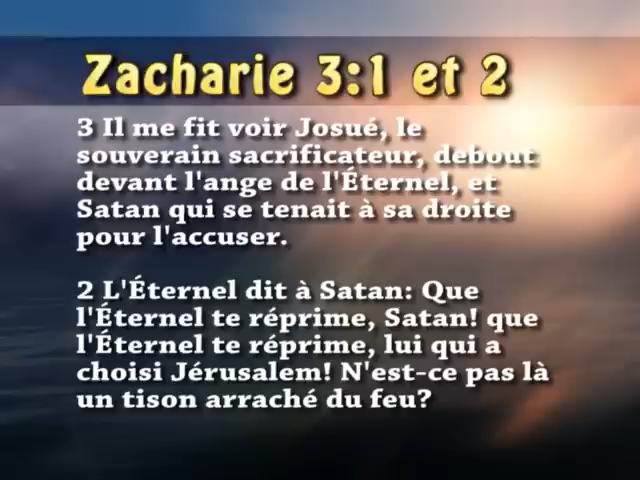 Zacharie 3:1 et 2
3 Il me fit voir Josué, le
souverain sacrificateur, debout
devant l'ange de l'Éternel, et
Satan qui se tenait à sa droite
pour l'accuser.
2 L'Éternel dit à Satan: Que
l'Éternel te réprime, Satan! que
l'Éternel te réprime, lui qui a
choisi Jérusalem! N'est-ce pas là
un tison arraché du feu?